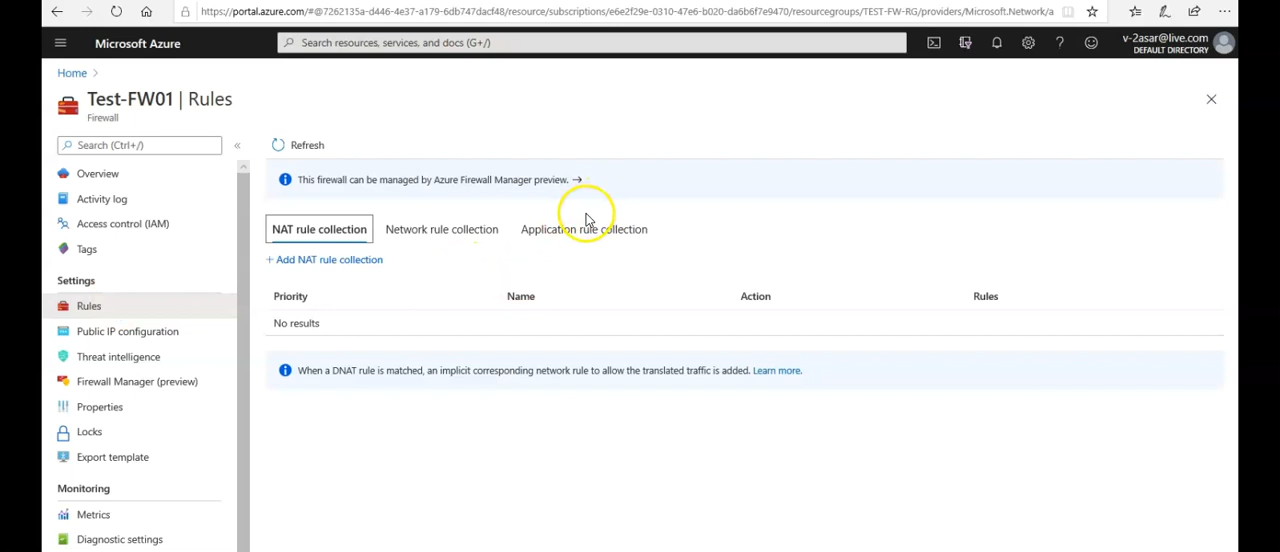 https://portal.azure.com/#@7262135a-d446-4e37-a179-6db747dacf48/resource/subscriptions/e6e2f29e-0310-47e6-b020-da6b6f7e9470/resourcegroups/TEST-FW-RG/providers/Microsoft.Network/a
Microsoft Azure
Search resources, services, and docs (G+/)
v-2asar@live.com
DEFAULT DIRECTORY
Home >
Test-FW01 | Rules
Firewall
Search (Ctrl+/)
«
Overview
Activity log
Access control (IAM)
Tags
Settings
Rules
Public IP configuration
Threat intelligence
Firewall Manager (preview)
Properties
Locks
Export template
Monitoring
Metrics
Diagnostic settings
Refresh
This firewall can be managed by Azure Firewall Manager preview. →
NAT rule collection Network rule collection Application rule collection
+ Add NAT rule collection
Priority Name Action Rules
No results
When a DNAT rule is matched, an implicit corresponding network rule to allow the translated traffic is added. Learn more.